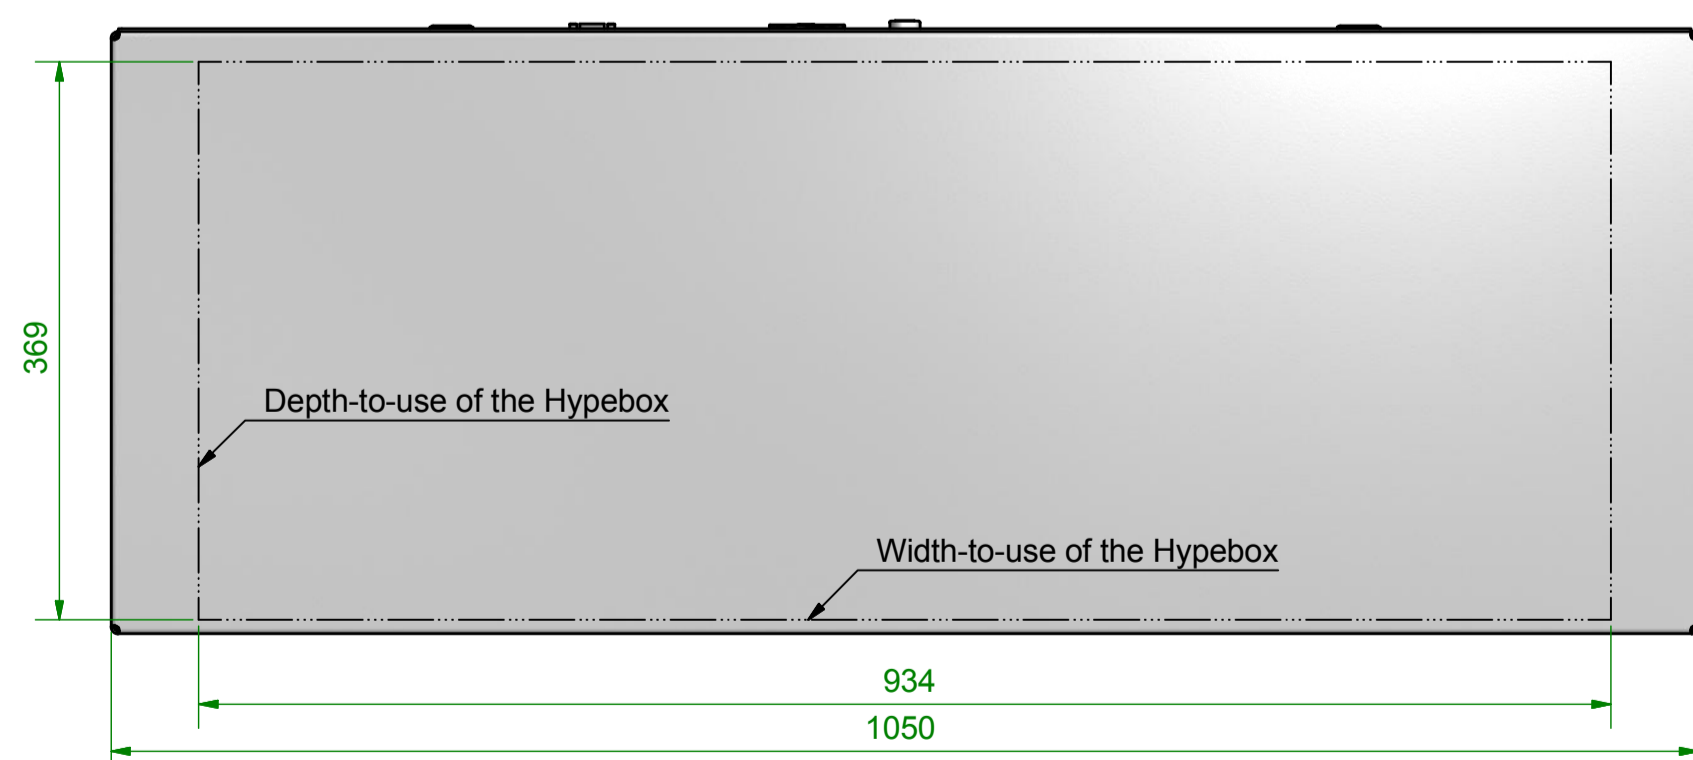 369
Depth-to-use of the Hypebox
Width-to-use of the Hypebox
934
1050